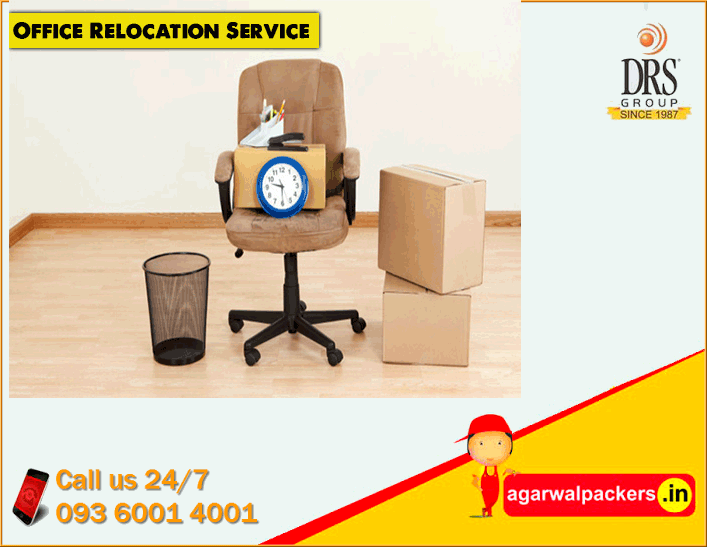 OFFICE RELOCATION SERVICE
DRS
GROUP
SINCE 1987
Call us 24/7
093 6001 4001
agarwalpackers.in